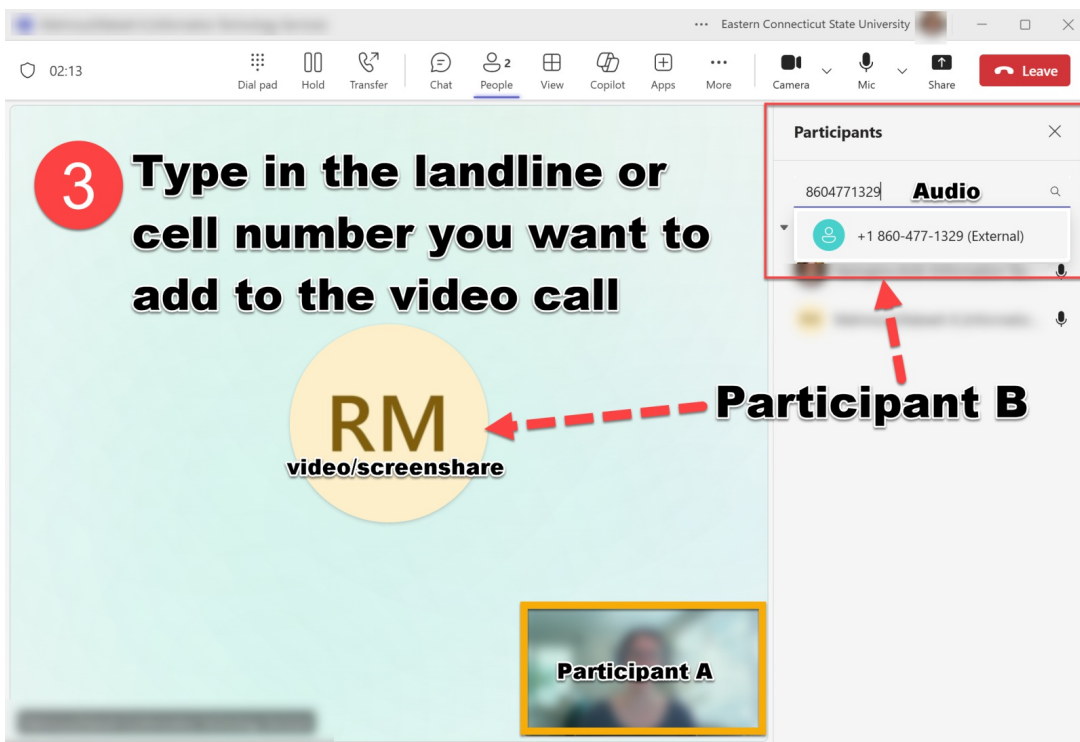 ••• Eastern Connecticut State University
02:13
Dial pad Hold Transfer Chat 2 People View Copilot Apps ••• More Camera Mic Share Leave
Participants
3 Type in the landline or
cell number you want to
add to the video call
8604771329 Audio
+1 860-477-1329 (External)
Participant B
RM
video/screenshare
Participant A